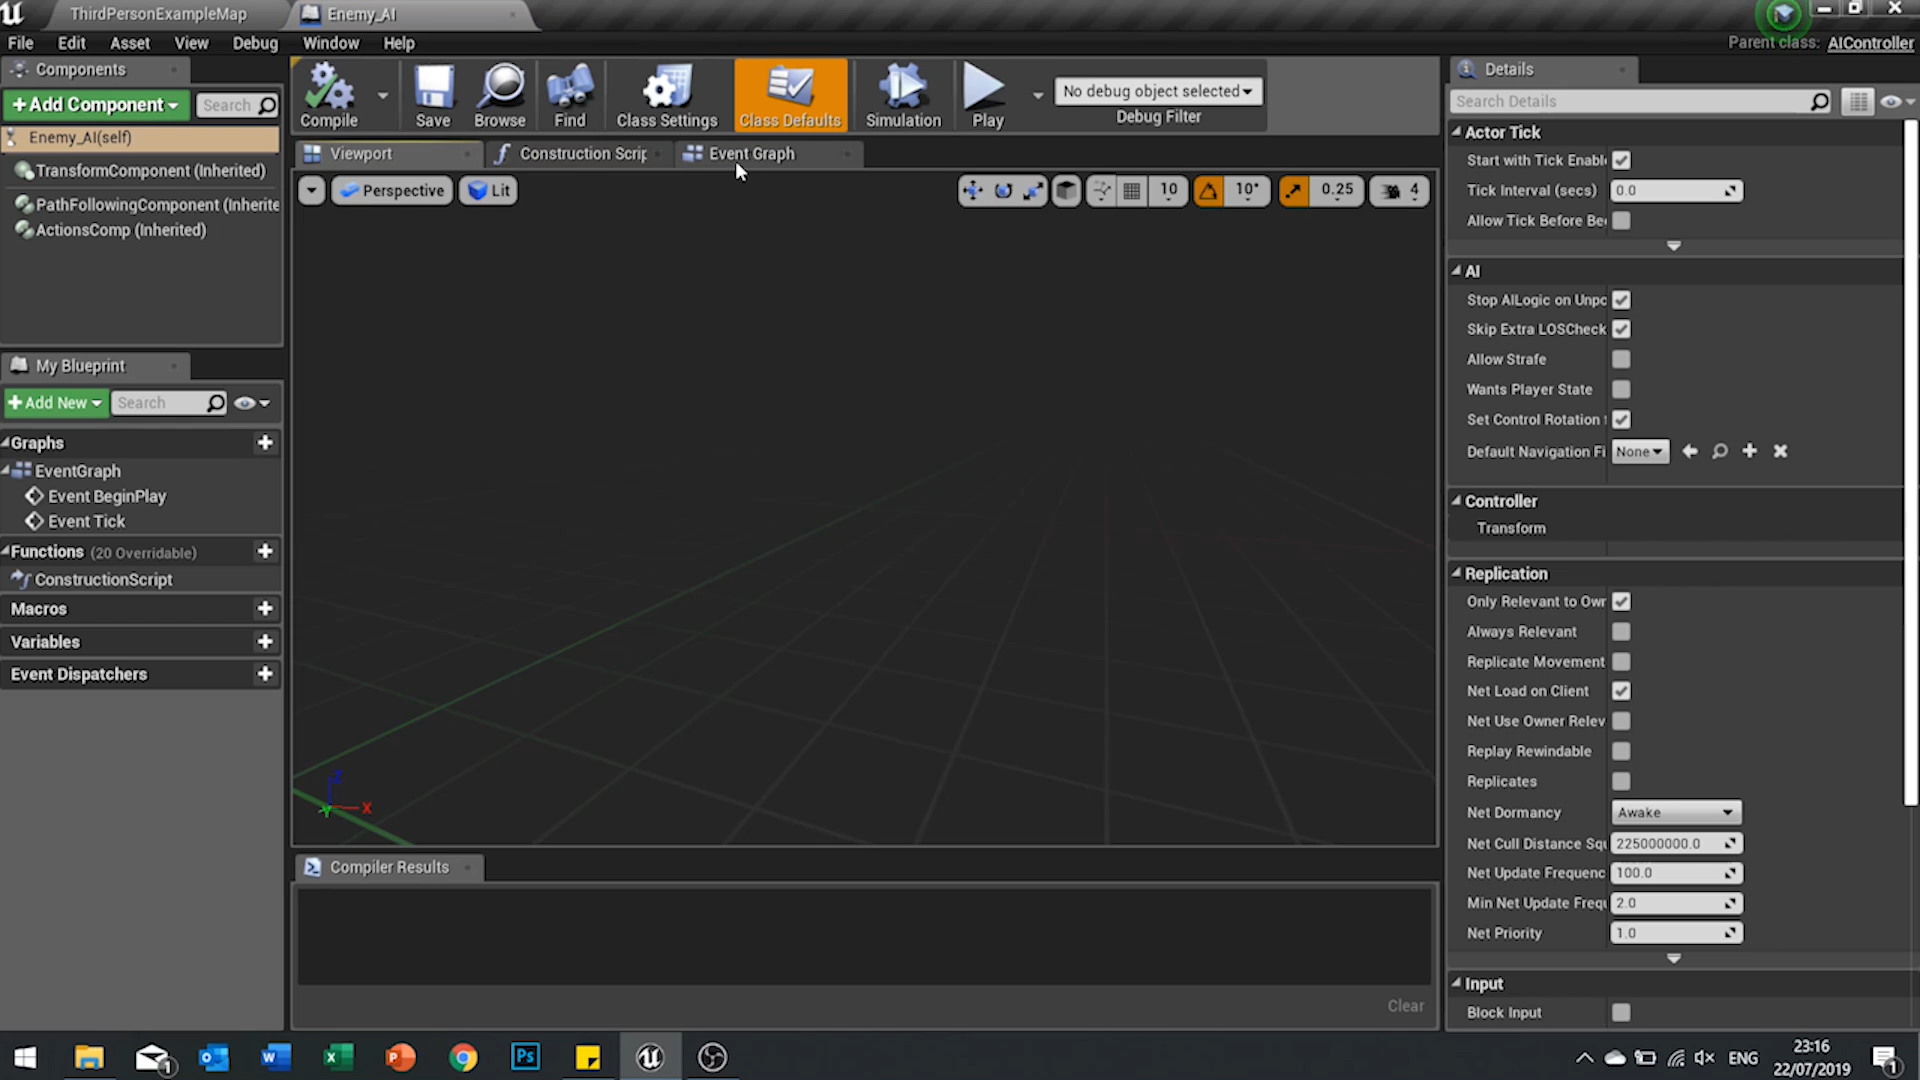 ThirdPersonExampleMap
Enemy_AI
File
Edit
Asset
View
Debug
Window
Help
Parent class:
AIController
Components
+Add Component
Search
Enemy_AI(self)
TransformComponent (Inherited)
PathFollowingComponent (Inherite
ActionsComp (Inherited)
My Blueprint
+Add New
Search
Graphs
EventGraph
Event BeginPlay
Event Tick
Functions (20 Overridable)
ConstructionScript
Macros
Variables
Event Dispatchers
Compile
Save
Browse
Find
Class Settings
Class Defaults
Simulation
Play
No debug object selected
Debug Filter
Viewport
Construction Scrip
Event Graph
Perspective
Lit
10
10°
0.25
4
Z
Y
X
Compiler Results
Clear
Details
Search Details
Actor Tick
Start with Tick Enabl
Tick Interval (secs)
0.0
Allow Tick Before Be
AI
Stop AILogic on Unpo
Skip Extra LOSCheck
Allow Strafe
Wants Player State
Set Control Rotation f
Default Navigation Fi
None
Controller
Transform
Replication
Only Relevant to Owr
Always Relevant
Replicate Movement
Net Load on Client
Net Use Owner Relev
Replay Rewindable
Replicates
Net Dormancy
Awake
Net Cull Distance Squ
225000000.0
Net Update Frequenc
100.0
Min Net Update Frequ
2.0
Net Priority
1.0
Input
Block Input
1
Ps
ENG
23:16
22/07/2019
1